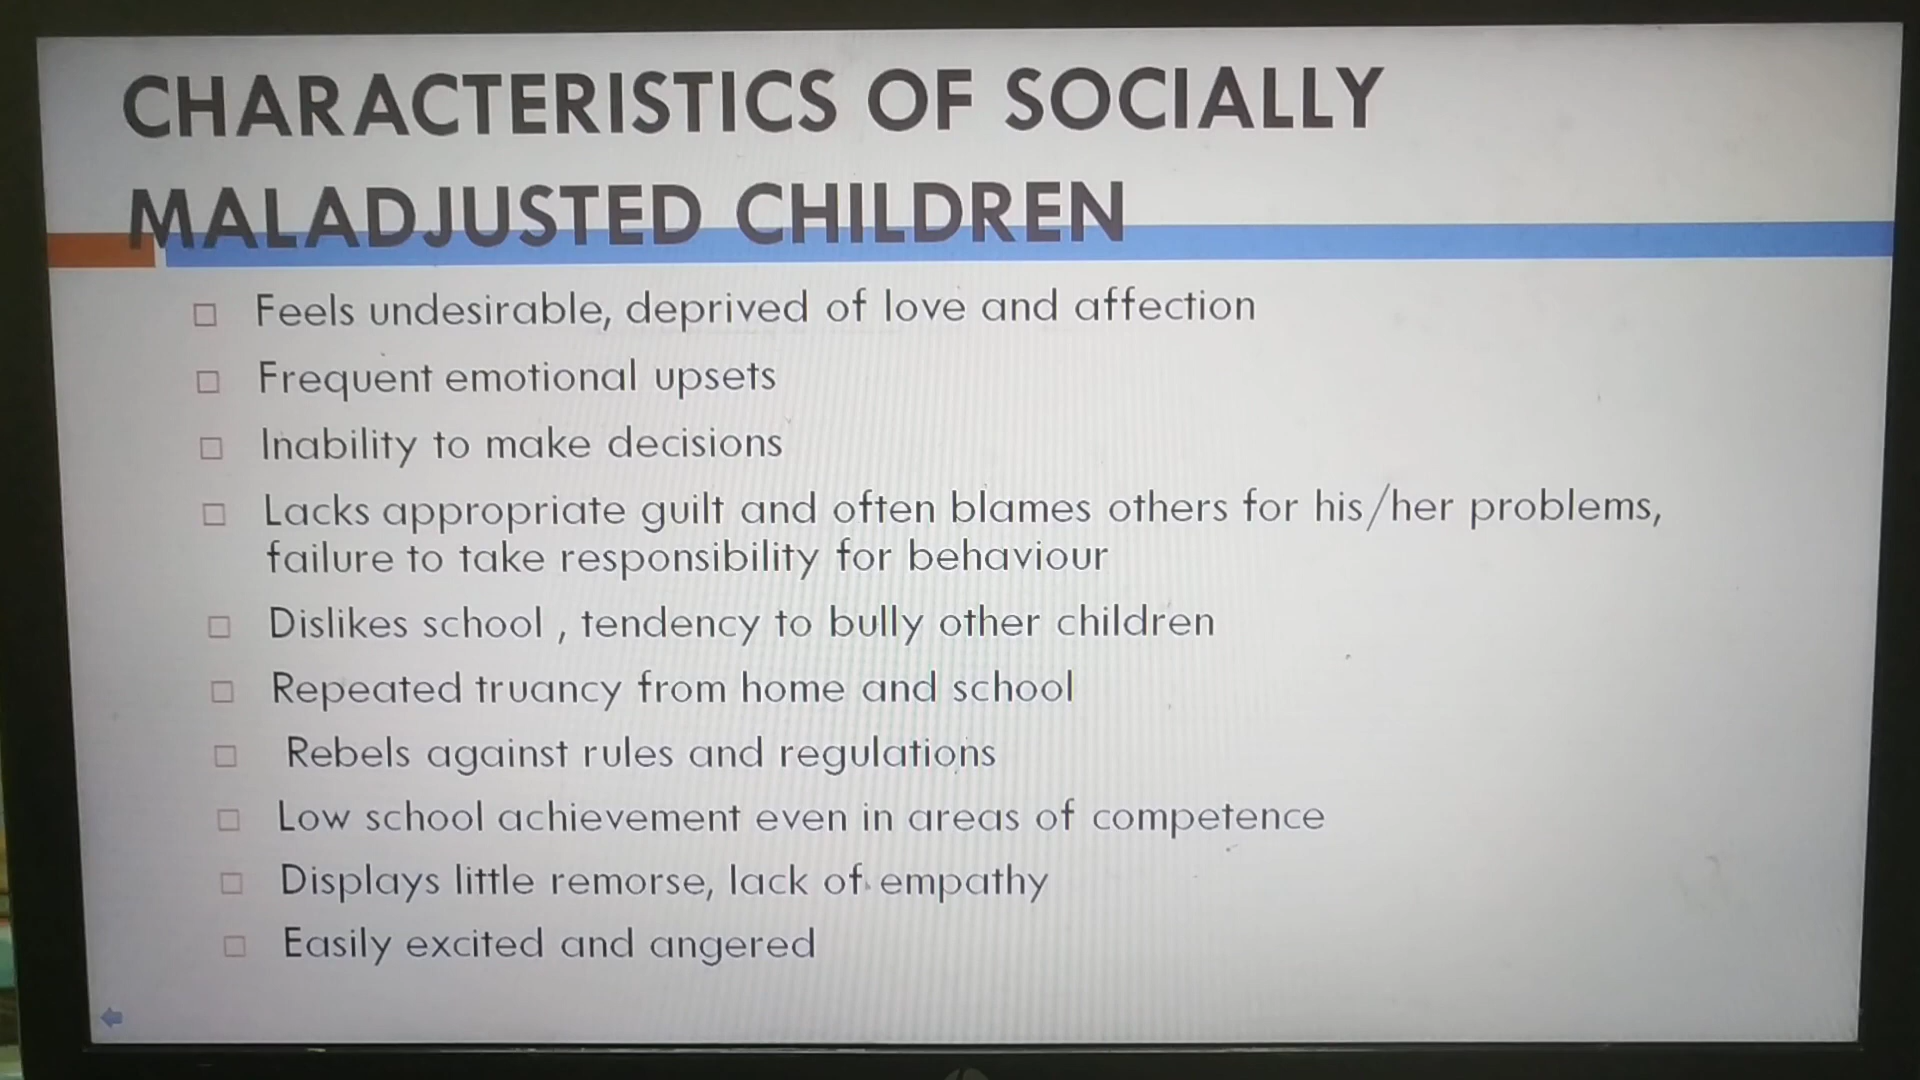 CHARACTERISTICS OF SOCIALLY
MALADJUSTED CHILDREN
Feels undesirable, deprived of love and affection
Frequent emotional upsets
Inability to make decisions
Lacks appropriate guilt and often blames others for his/her problems,
failure to take responsibility for behaviour
Dislikes school , tendency to bully other children
Repeated truancy from home and school
Rebels against rules and regulations
Low school achievement even in areas of competence
Displays little remorse, lack of empathy
Easily excited and angered